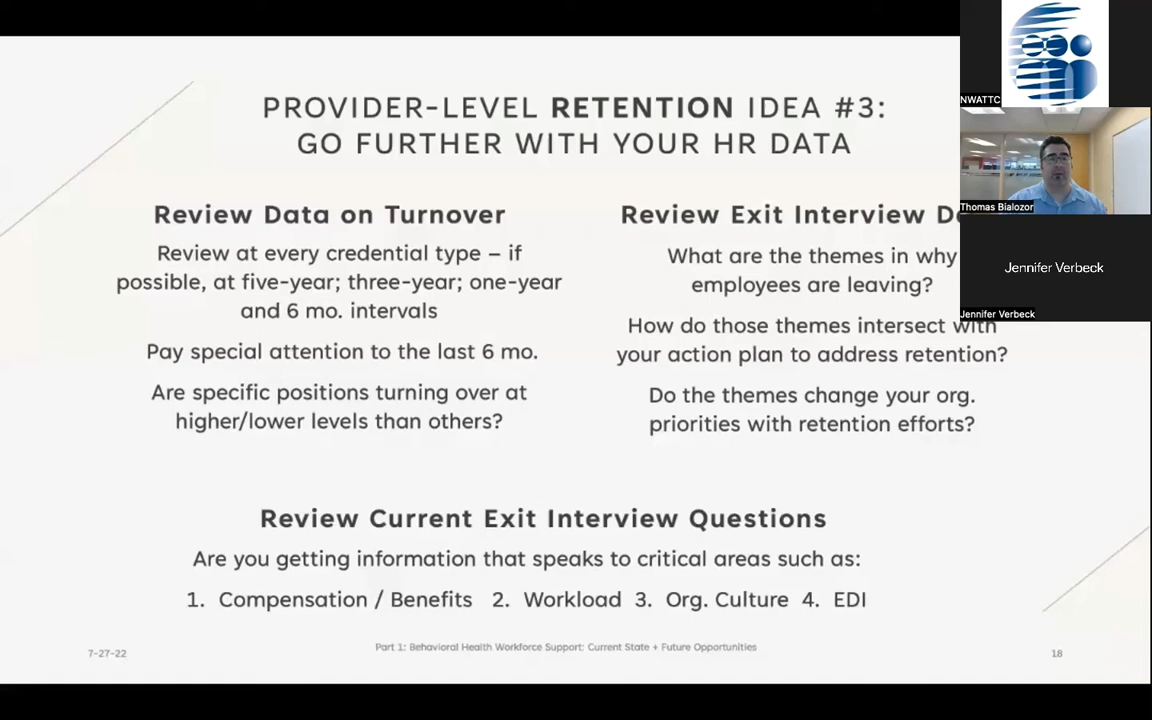 PROVIDER-LEVEL RETENTION IDEA #3:
GO FURTHER WITH YOUR HR DATA
Review Data on Turnover
Review at every credential type – if
possible, at five-year; three-year; one-year
and 6 mo. intervals
Pay special attention to the last 6 mo.
Are specific positions turning over at
higher/lower levels than others?
Review Exit Interview
What are the themes in why
employees are leaving?
How do those themes intersect with
your action plan to address retention?
Do the themes change your org.
priorities with retention efforts?
Review Current Exit Interview Questions
Are you getting information that speaks to critical areas such as:
1. Compensation / Benefits 2. Workload 3. Org. Culture 4. EDI
7-27-22
Part 1: Behavioral Health Workforce Support: Current State + Future Opportunities
18
NWATTC
Thomas Bialozor
Jennifer Verbeck
Jennifer Verbeck